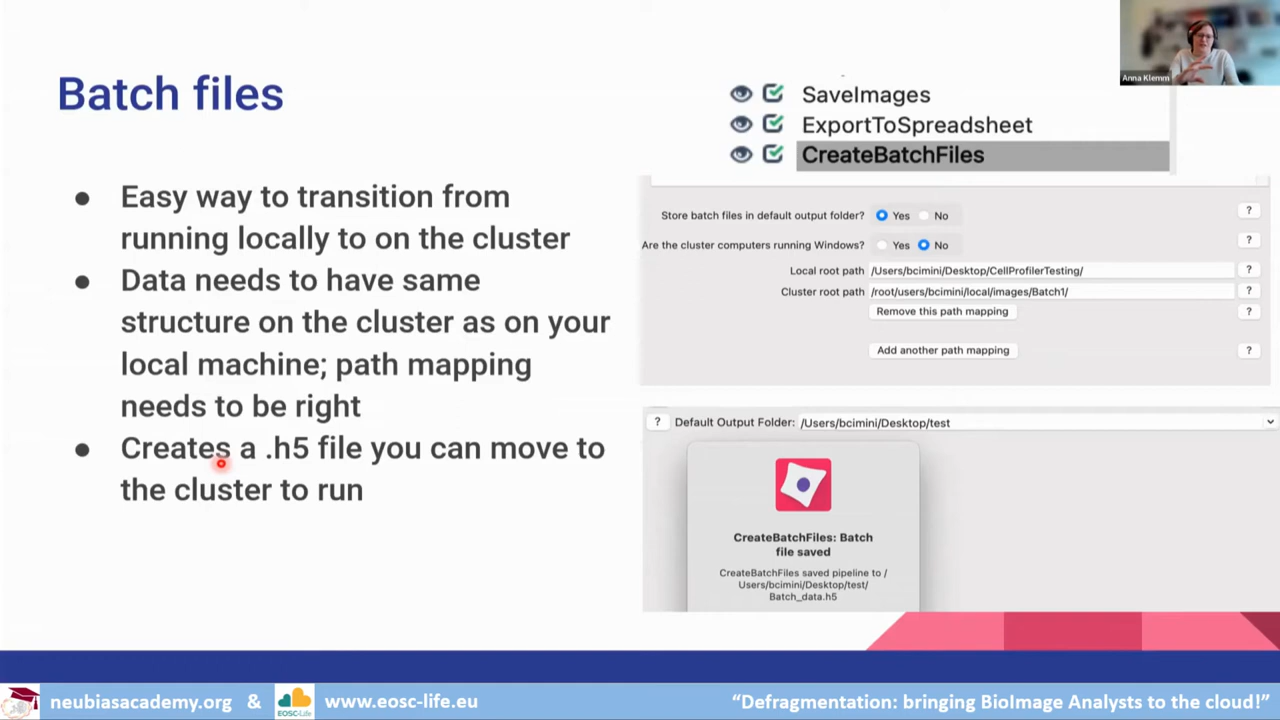 Batch files
Easy way to transition from
running locally to on the cluster
Data needs to have same
structure on the cluster as on your
local machine; path mapping
needs to be right
Creates a .h5 file you can move to
the cluster to run
Anna Klemm
SaveImages
ExportToSpreadsheet
CreateBatchFiles
Store batch files in default output folder? Yes No ?
Are the cluster computers running Windows? Yes No ?
Local root path /Users/bcimini/Desktop/CellProfilerTesting/ ?
Cluster root path /root/users/bcimini/local/images/Batch1/ ?
Remove this path mapping ?
Add another path mapping ?
? Default Output Folder: /Users/bcimini/Desktop/test
CreateBatchFiles: Batch
file saved
CreateBatchFiles saved pipeline to /
Users/bcimini/Desktop/test/
Batch_data.h5
neubiasacademy.org & EOSC-Life www.eosc-life.eu “Defragmentation: bringing BioImage Analysts to the cloud!”